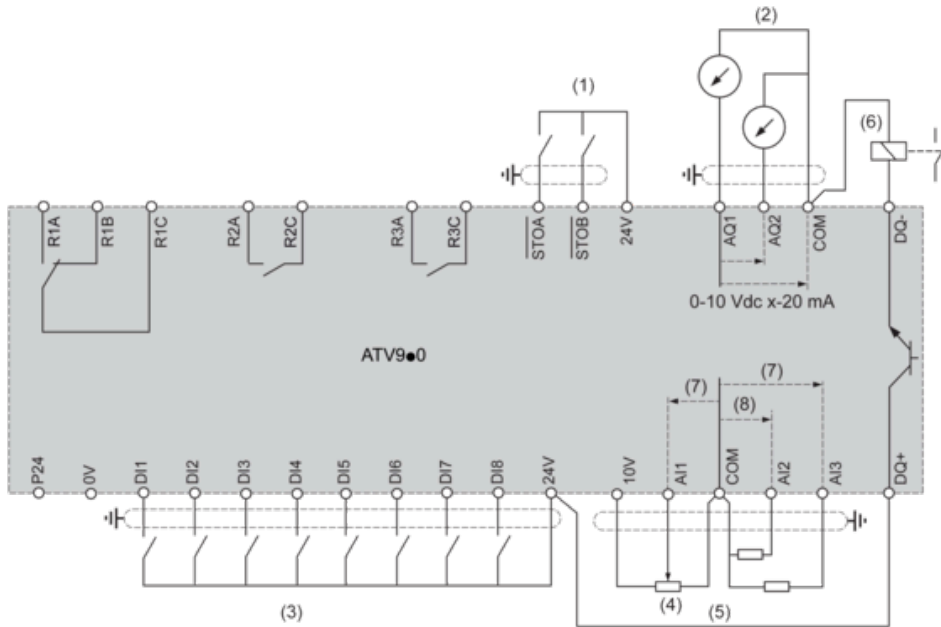 (2)
(1)
(6)
R1A R1B R1C R2A R2C R3A R3C STOA STOB 24V AQ1 AQ2 COM DQ-
0-10 Vdc x-20 mA
ATV9●0
(7)
(7)
(8)
P24 0V DI1 DI2 DI3 DI4 DI5 DI6 DI7 DI8 24V 10V AI1 COM AI2 AI3 DQ+
(3) (4) (5)